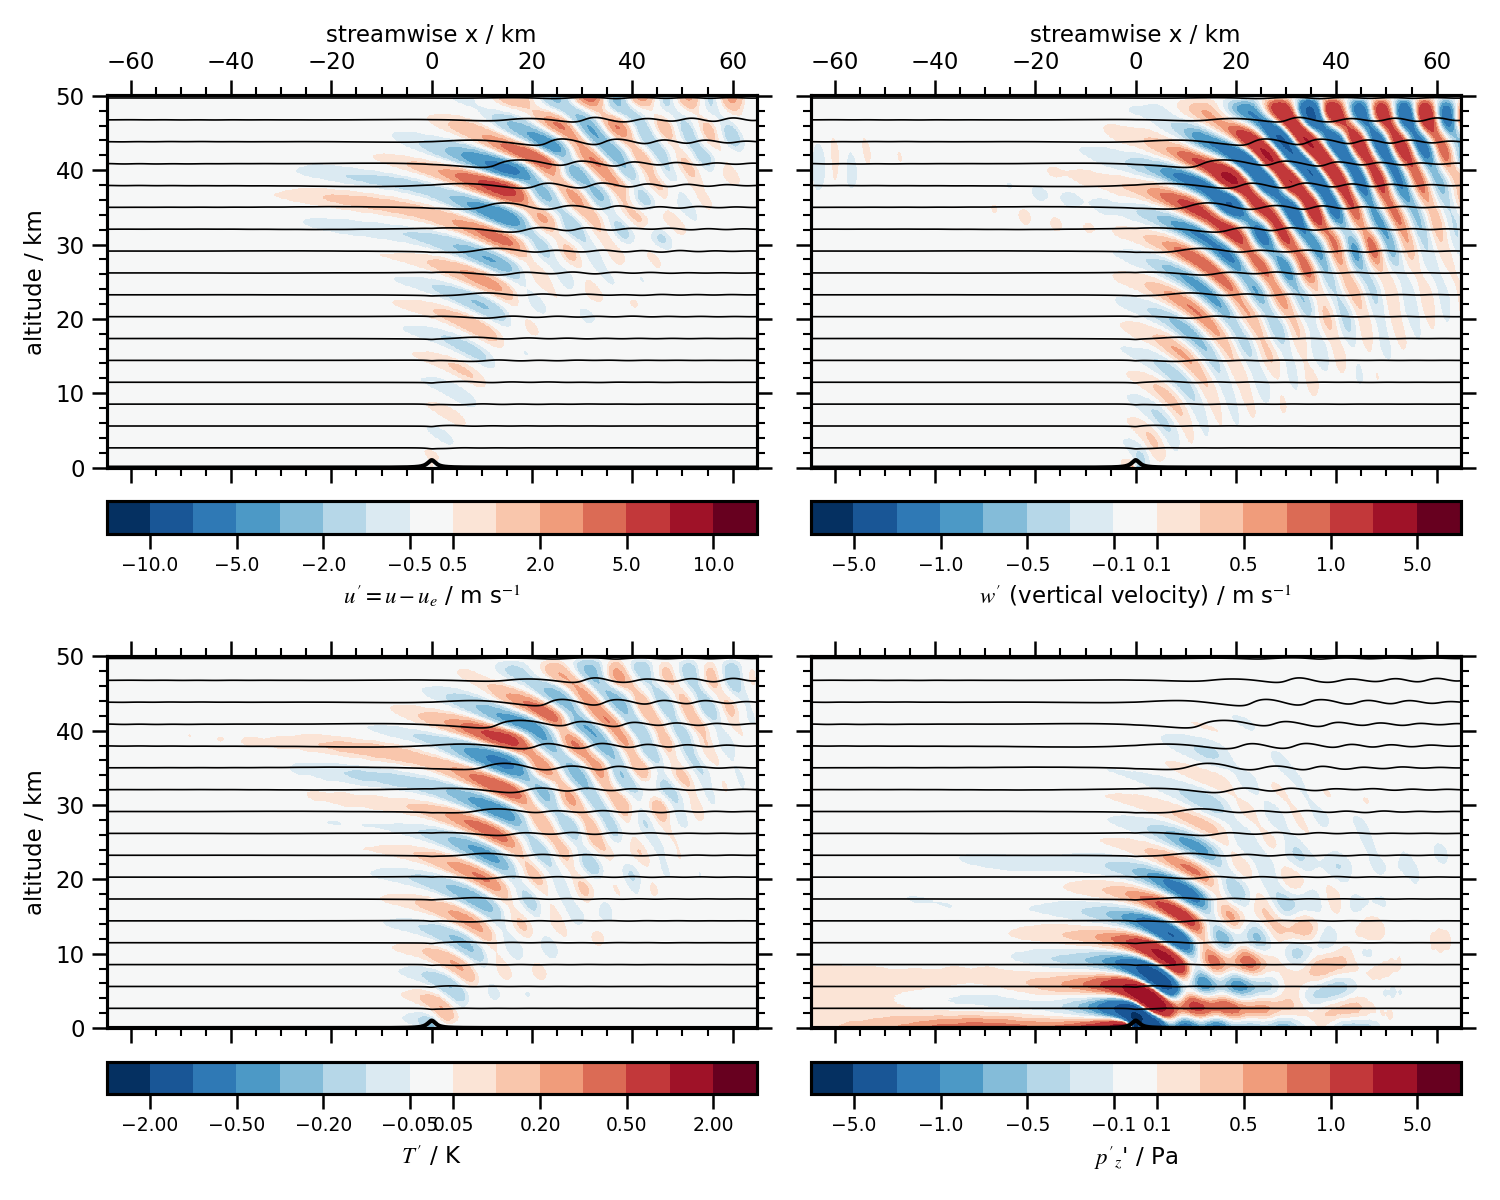 streamwise x / km
streamwise x / km
−60 −40 −20 0 20 40 60
−60 −40 −20 0 20 40 60
50
40
30
20
10
0
altitude / km
−10.0 −5.0 −2.0 −0.5 0.5 2.0 5.0 10.0
−5.0 −1.0 −0.5 −0.1 0.1 0.5 1.0 5.0
u′ = u − uₑ / m s⁻¹
w′ (vertical velocity) / m s⁻¹
50
40
30
20
10
0
altitude / km
−2.00 −0.50 −0.20 −0.05 0.05 0.20 0.50 2.00
−5.0 −1.0 −0.5 −0.1 0.1 0.5 1.0 5.0
T′ / K
p′_z' / Pa